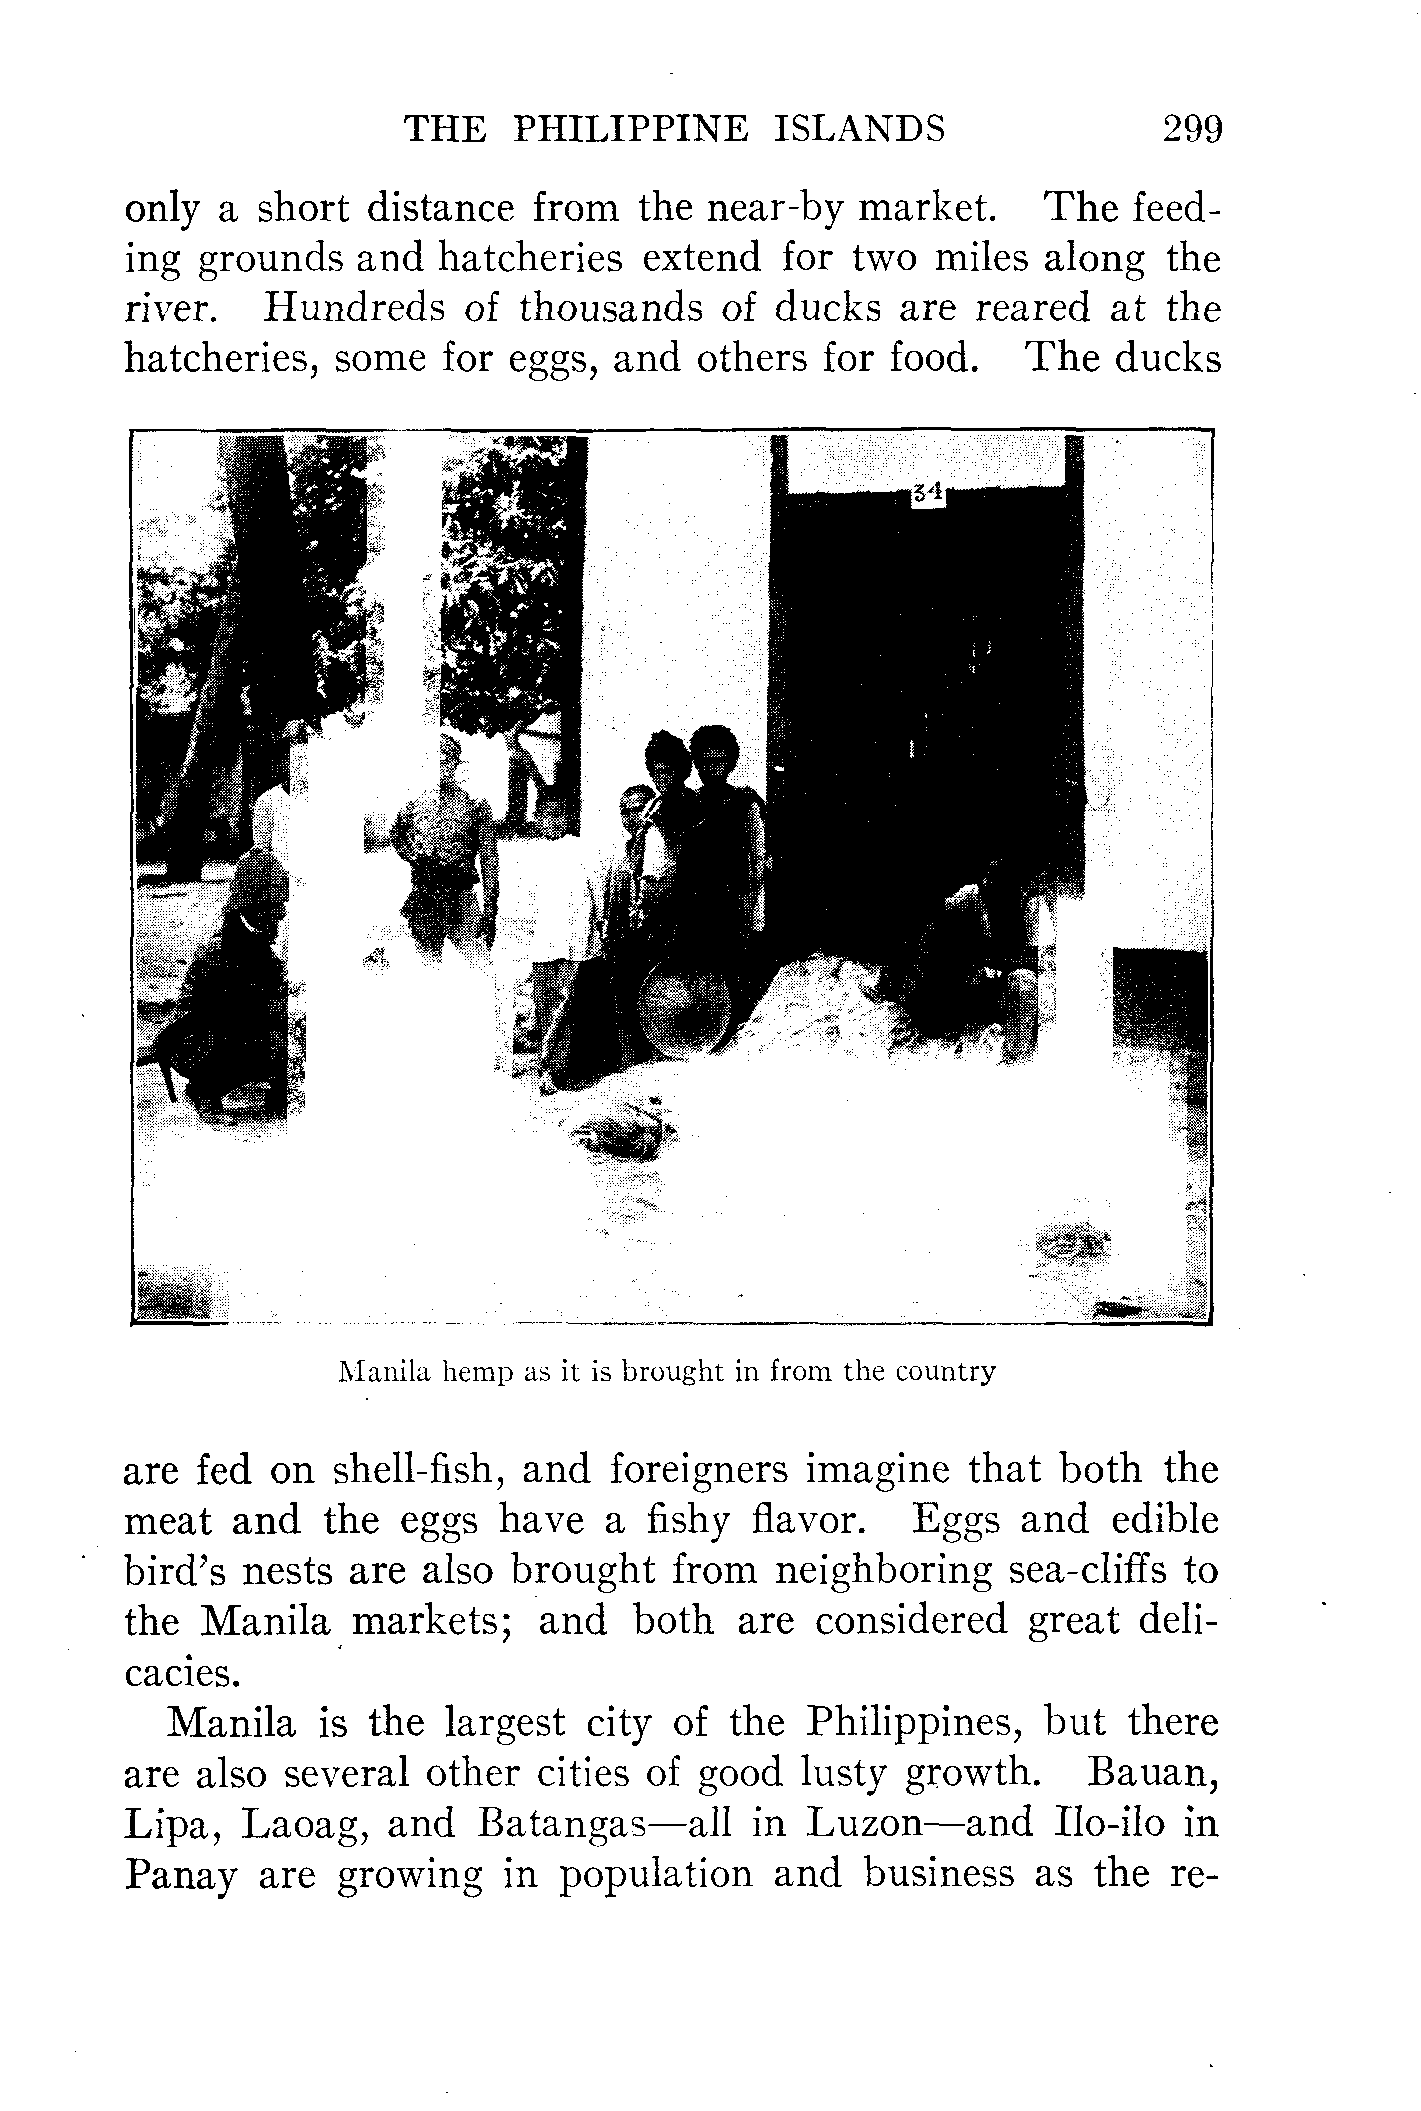 THE PHILIPPINE ISLANDS 299
only a short distance from the near-by market. The feed-
ing grounds and hatcheries extend for two miles along the
river. Hundreds of thousands of ducks are reared at the
hatcheries, some for eggs, and others for food. The ducks
34
Manila hemp as it is brought in from the country
are fed on shell-fish, and foreigners imagine that both the
meat and the eggs have a fishy flavor. Eggs and edible
bird's nests are also brought from neighboring sea-cliffs to
the Manila markets; and both are considered great deli-
cacies.
Manila is the largest city of the Philippines, but there
are also several other cities of good lusty growth. Bauan,
Lipa, Laoag, and Batangas—all in Luzon—and Ilo-ilo in
Panay are growing in population and business as the re-